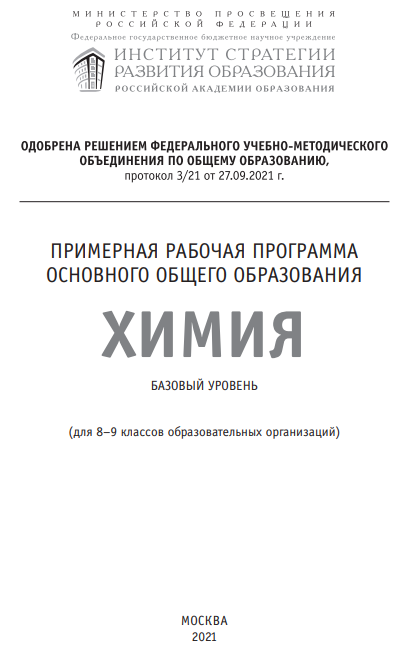 МИНИСТЕРСТВО ПРОСВЕЩЕНИЯ
РОССИЙСКОЙ ФЕДЕРАЦИИ
Федеральное государственное бюджетное научное учреждение
ИНСТИТУТ СТРАТЕГИИ
РАЗВИТИЯ ОБРАЗОВАНИЯ
РОССИЙСКОЙ АКАДЕМИИ ОБРАЗОВАНИЯ
ОДОБРЕНА РЕШЕНИЕМ ФЕДЕРАЛЬНОГО УЧЕБНО-МЕТОДИЧЕСКОГО
ОБЪЕДИНЕНИЯ ПО ОБЩЕМУ ОБРАЗОВАНИЮ,
протокол 3/21 от 27.09.2021 г.
ПРИМЕРНАЯ РАБОЧАЯ ПРОГРАММА
ОСНОВНОГО ОБЩЕГО ОБРАЗОВАНИЯ
ХИМИЯ
БАЗОВЫЙ УРОВЕНЬ
(для 8–9 классов образовательных организаций)
МОСКВА
2021